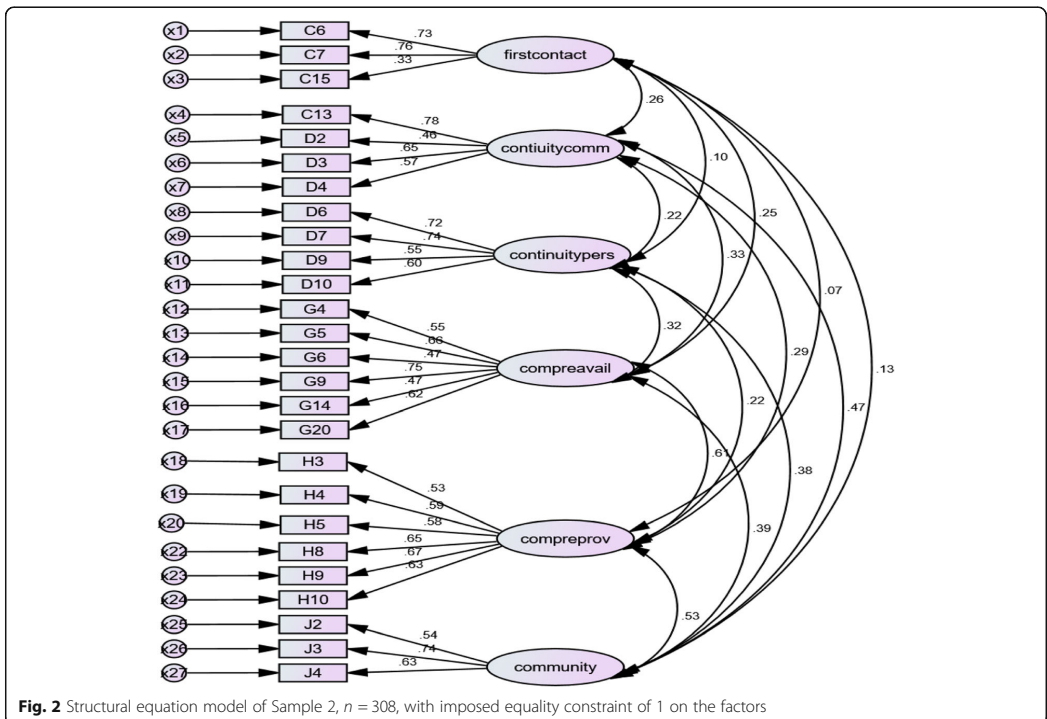 x1 C6 .73
x2 C7 .76 firstcontact
x3 C15 .33
.26
x4 C13 .78
x5 D2 .46 contiuitycomm
x6 D3 .65 .10
x7 D4 .57
x8 D6 .72 .22 .25
x9 D7 .74 continuitypers .33
x10 D9 .55
x11 D10 .60 .07
x12 G4 .55 .32
x13 G5 .66 .29
x14 G6 .47 compreavail .13
x15 G9 .75
x16 G14 .47 .22 .47
x17 G20 .62
x18 H3 .53 .61 .38
x19 H4 .59
x20 H5 .58 compreprov .39
x22 H8 .65
x23 H9 .67
x24 H10 .63
x25 J2 .54 .53
x26 J3 .74 community
x27 J4 .63
Fig. 2 Structural equation model of Sample 2, n = 308, with imposed equality constraint of 1 on the factors